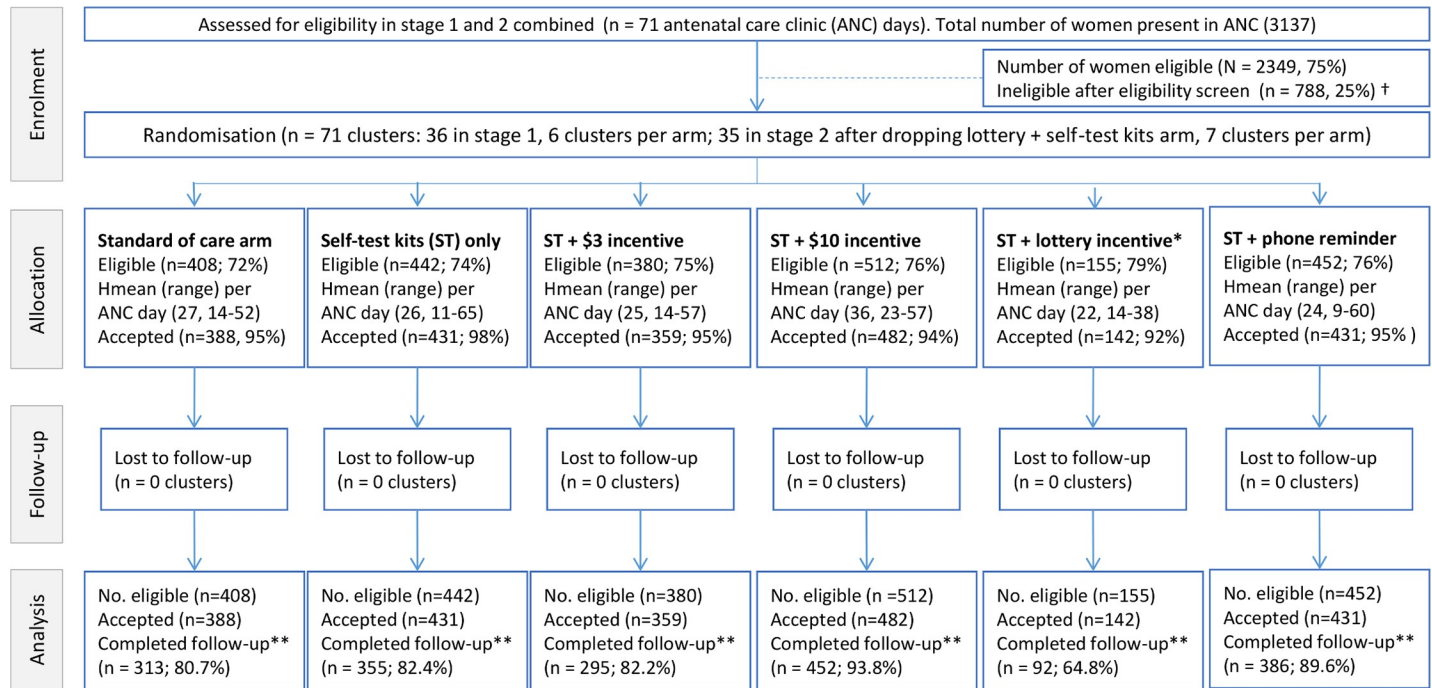 Enrolment
Assessed for eligibility in stage 1 and 2 combined (n = 71 antenatal care clinic (ANC) days). Total number of women present in ANC (3137)
Number of women eligible (N = 2349, 75%)
Ineligible after eligibility screen (n = 788, 25%) †
Randomisation (n = 71 clusters: 36 in stage 1, 6 clusters per arm; 35 in stage 2 after dropping lottery + self-test kits arm, 7 clusters per arm)
Allocation
Standard of care arm
Eligible (n=408; 72%)
Hmean (range) per
ANC day (27, 14-52)
Accepted (n=388, 95%)
Self-test kits (ST) only
Eligible (n=442; 74%)
Hmean (range) per
ANC day (26, 11-65)
Accepted (n=431; 98%)
ST + $3 incentive
Eligible (n=380; 75%)
Hmean (range) per
ANC day (25, 14-57)
Accepted (n=359; 95%)
ST + $10 incentive
Eligible (n =512; 76%)
Hmean (range) per
ANC day (36, 23-57)
Accepted (n=482; 94%)
ST + lottery incentive*
Eligible (n=155; 79%)
Hmean (range) per
ANC day (22, 14-38)
Accepted (n=142; 92%)
ST + phone reminder
Eligible (n=452; 76%)
Hmean (range) per
ANC day (24, 9-60)
Accepted (n=431; 95% )
Follow-up
Lost to follow-up
(n = 0 clusters)
Lost to follow-up
(n = 0 clusters)
Lost to follow-up
(n = 0 clusters)
Lost to follow-up
(n = 0 clusters)
Lost to follow-up
(n = 0 clusters)
Lost to follow-up
(n = 0 clusters)
Analysis
No. eligible (n=408)
Accepted (n=388)
Completed follow-up**
(n = 313; 80.7%)
No. eligible (n=442)
Accepted (n=431)
Completed follow-up**
(n = 355; 82.4%)
No. eligible (n=380)
Accepted (n=359)
Completed follow-up**
(n = 295; 82.2%)
No. eligible (n =512)
Accepted (n=482)
Completed follow-up**
(n = 452; 93.8%)
No. eligible (n=155)
Accepted (n=142)
Completed follow-up**
(n = 92; 64.8%)
No. eligible (n=452)
Accepted (n=431)
Completed follow-up**
(n = 386; 89.6%)